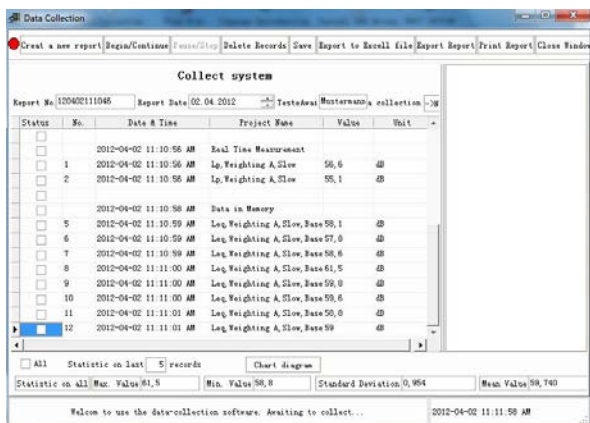 Data Collection
Creat a new report Begin/Continue Pause/Stop Delete Records Save Export to Excell file Export Report Print Report Close Window
Collect system
Report No. 120402111046 Report Date 02.04.2012 TesteAwai Mustermann a collection ->M
Status No. Date & Time Project Name Value Unit
2012-04-02 11:10:56 AM Real Time Measurement
1 2012-04-02 11:10:56 AM Lp,Weighting A,Slow 56,6 dB
2 2012-04-02 11:10:56 AM Lp,Weighting A,Slow 55,1 dB
2012-04-02 11:10:58 AM Data in Memory
5 2012-04-02 11:10:59 AM Leq,Weighting A,Slow,Base 58,1 dB
6 2012-04-02 11:10:59 AM Leq,Weighting A,Slow,Base 57,8 dB
7 2012-04-02 11:10:59 AM Leq,Weighting A,Slow,Base 58,6 dB
8 2012-04-02 11:11:00 AM Leq,Weighting A,Slow,Base 61,5 dB
9 2012-04-02 11:11:00 AM Leq,Weighting A,Slow,Base 59,8 dB
10 2012-04-02 11:11:00 AM Leq,Weighting A,Slow,Base 59,6 dB
11 2012-04-02 11:11:01 AM Leq,Weighting A,Slow,Base 58,8 dB
12 2012-04-02 11:11:01 AM Leq,Weighting A,Slow,Base 59 dB
All Statistic on last 5 records Chart diagram
Statistic on all Max. Value 61,5 Min. Value 58,8 Standard Deviation 0,954 Mean Value 59,740
Welcom to use the data-collection software. Awaiting to collect... 2012-04-02 11:11:58 AM